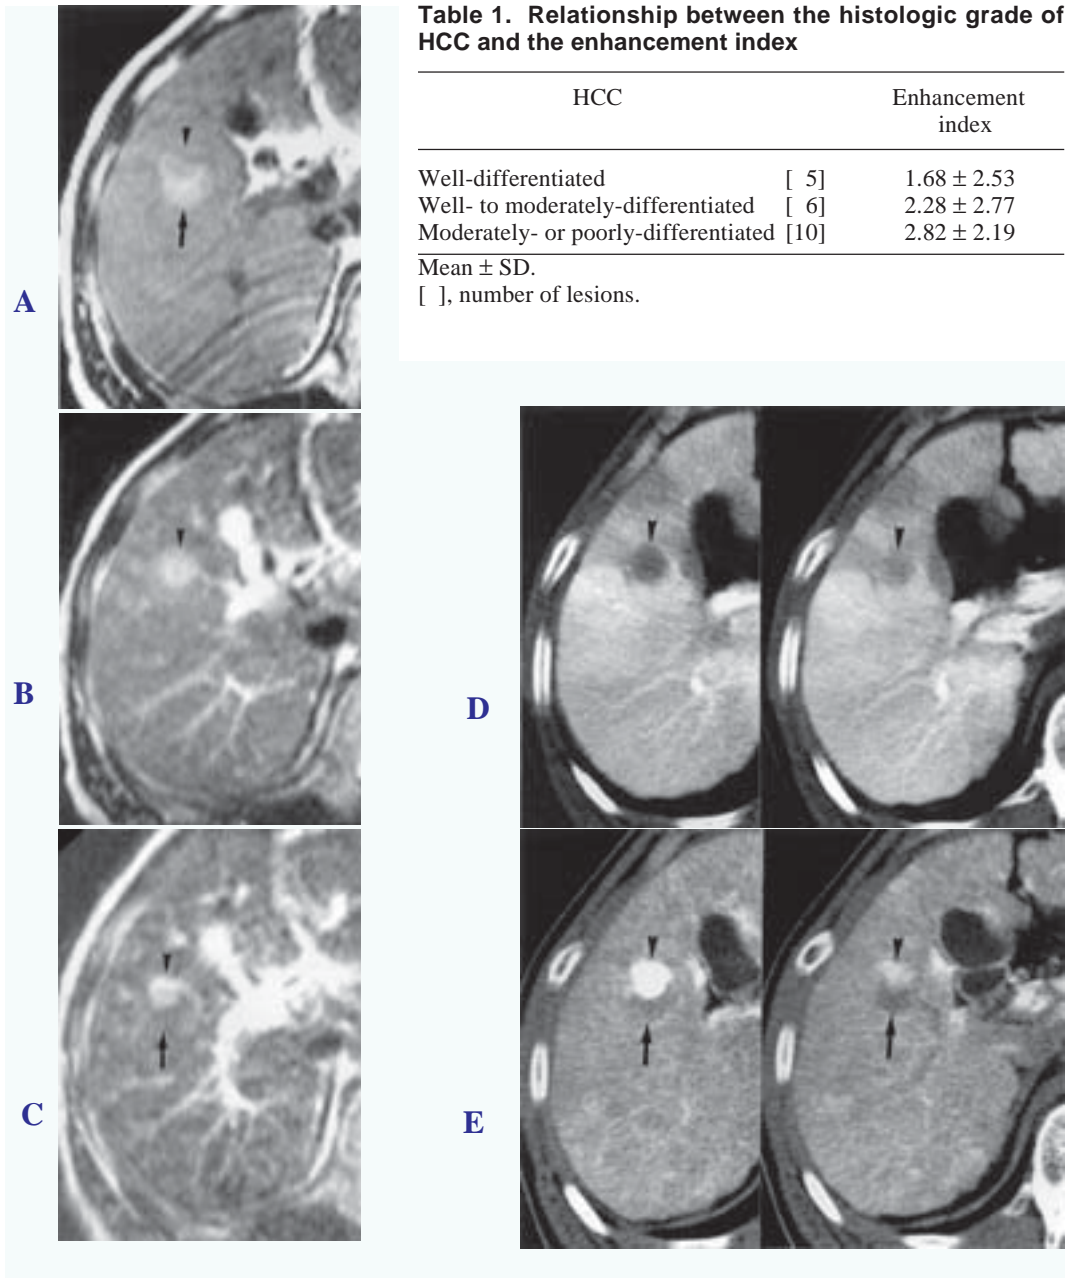 Table 1. Relationship between the histologic grade of
HCC and the enhancement index
HCC Enhancement
index
Well-differentiated [ 5] 1.68 ± 2.53
Well- to moderately-differentiated [ 6] 2.28 ± 2.77
Moderately- or poorly-differentiated [10] 2.82 ± 2.19
Mean ± SD.
[ ], number of lesions.
A
B
C
D
E